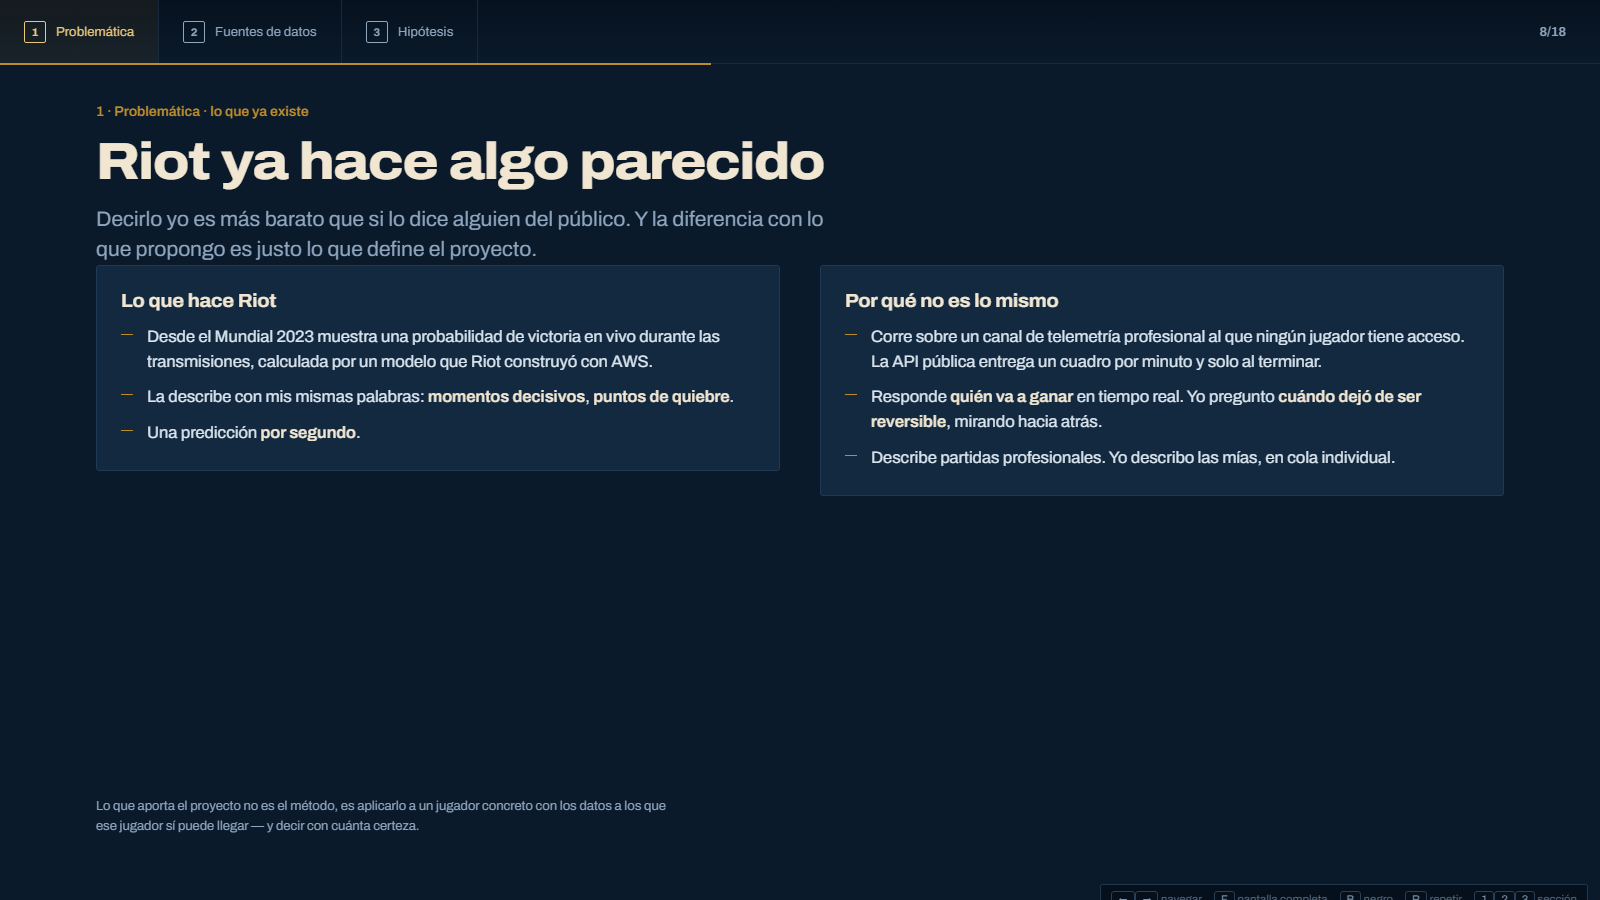 1 Problemática 2 Fuentes de datos 3 Hipótesis 8/18
1 · Problemática · lo que ya existe
Riot ya hace algo parecido
Decirlo yo es más barato que si lo dice alguien del público. Y la diferencia con lo
que propongo es justo lo que define el proyecto.
Lo que hace Riot
— Desde el Mundial 2023 muestra una probabilidad de victoria en vivo durante las
transmisiones, calculada por un modelo que Riot construyó con AWS.
— La describe con mis mismas palabras: momentos decisivos, puntos de quiebre.
— Una predicción por segundo.
Por qué no es lo mismo
— Corre sobre un canal de telemetría profesional al que ningún jugador tiene acceso.
La API pública entrega un cuadro por minuto y solo al terminar.
— Responde quién va a ganar en tiempo real. Yo pregunto cuándo dejó de ser
reversible, mirando hacia atrás.
— Describe partidas profesionales. Yo describo las mías, en cola individual.
Lo que aporta el proyecto no es el método, es aplicarlo a un jugador concreto con los datos a los que
ese jugador sí puede llegar — y decir con cuánta certeza.
← → navegar F pantalla completa B negro R repetir 1 2 3 sección